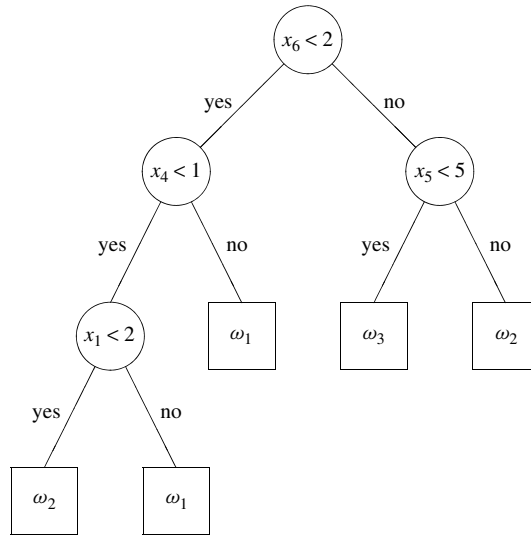 x₆ < 2
yes no
x₄ < 1 x₅ < 5
yes no yes no
x₁ < 2 ω₁ ω₃ ω₂
yes no
ω₂ ω₁